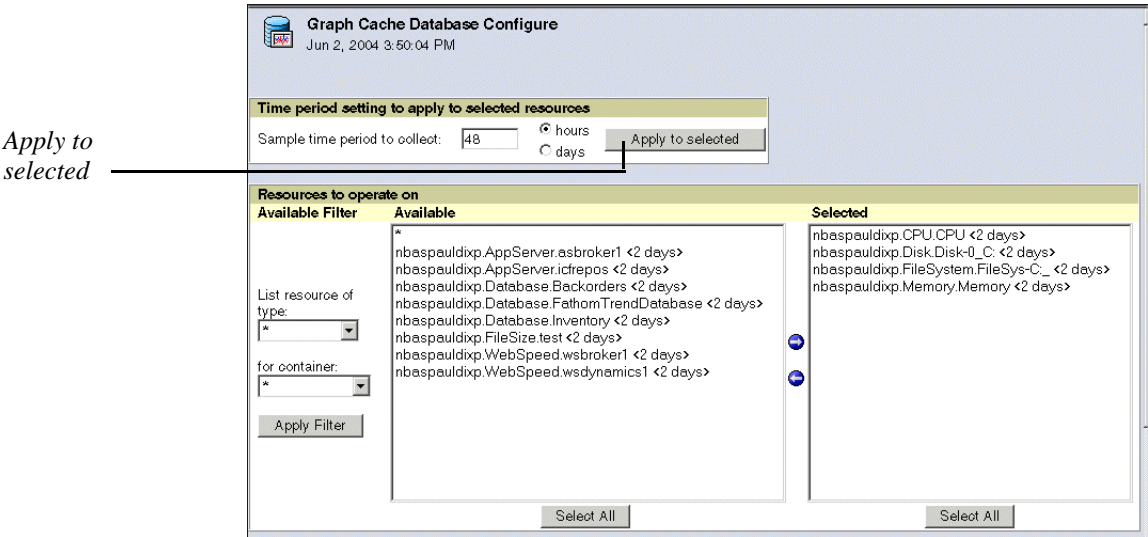 Graph Cache Database Configure
Jun 2, 2004 3:50:04 PM
Time period setting to apply to selected resources
Sample time period to collect: 48 hours
days
Apply to selected
Apply to
selected
Resources to operate on
Available Filter
Available
Selected
List resource of
type:
*
for container:
*
Apply Filter
*
nbaspauldixp.AppServer.asbroker1 <2 days>
nbaspauldixp.AppServer.icfrepos <2 days>
nbaspauldixp.Database.Backorders <2 days>
nbaspauldixp.Database.FathomTrendDatabase <2 days>
nbaspauldixp.Database.Inventory <2 days>
nbaspauldixp.FileSize.test <2 days>
nbaspauldixp.WebSpeed.wsbroker1 <2 days>
nbaspauldixp.WebSpeed.wsdynamics1 <2 days>
Select All
nbaspauldixp.CPU.CPU <2 days>
nbaspauldixp.Disk.Disk-0_C: <2 days>
nbaspauldixp.FileSystem.FileSys-C:_ <2 days>
nbaspauldixp.Memory.Memory <2 days>
Select All